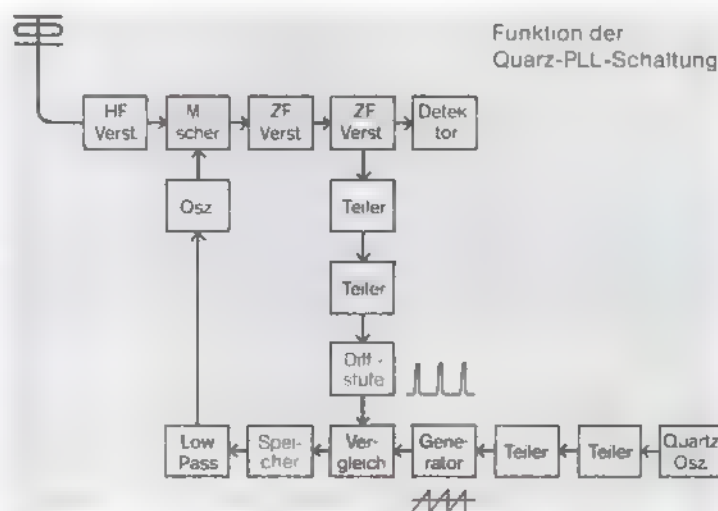 Funktion der
Quarz-PLL-Schaltung
HF
Verst.
M
scher
ZF
Verst
ZF
Verst
Detek
tor
Osz
Teiler
Teiler
Diff-
stufe
Low
Pass
Spei-
cher
Ver-
gleich
Gene-
rator
Teiler
Teiler
Quartz
Osz.